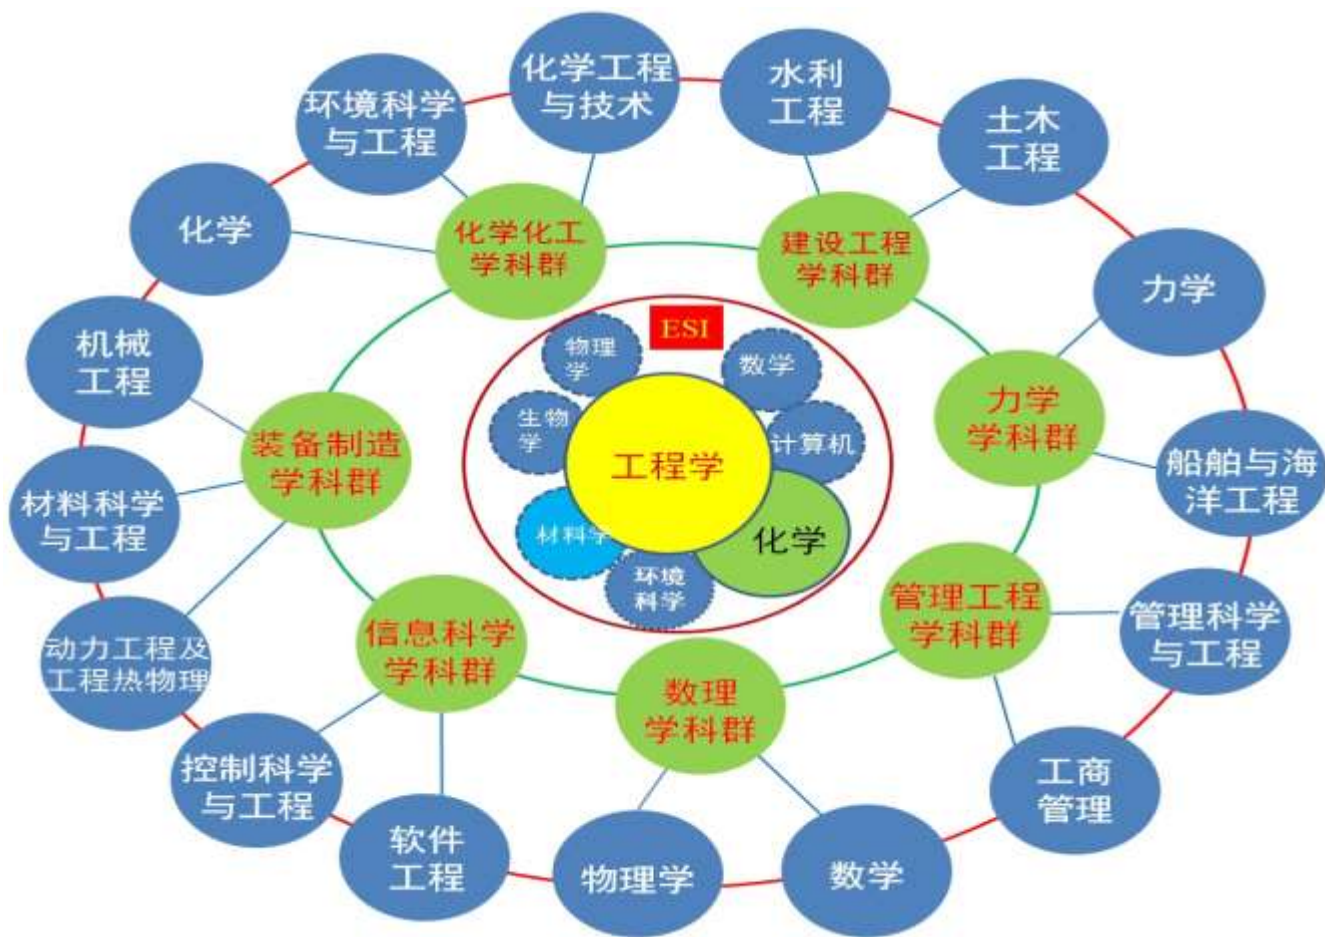 化学工程
与技术
水利
工程
环境科学
与工程
土木
工程
化学
化学化工
学科群
建设工程
学科群
力学
机械
工程
ESI
物理
学
数学
装备制造
学科群
生物
学
工程学
计算机
力学
学科群
材料科学
与工程
材料学
化学
船舶与海
洋工程
环境
科学
管理工程
学科群
管理科学
与工程
动力工程及
工程热物理
信息科学
学科群
数理
学科群
控制科学
与工程
工商
管理
软件
工程
物理学
数学